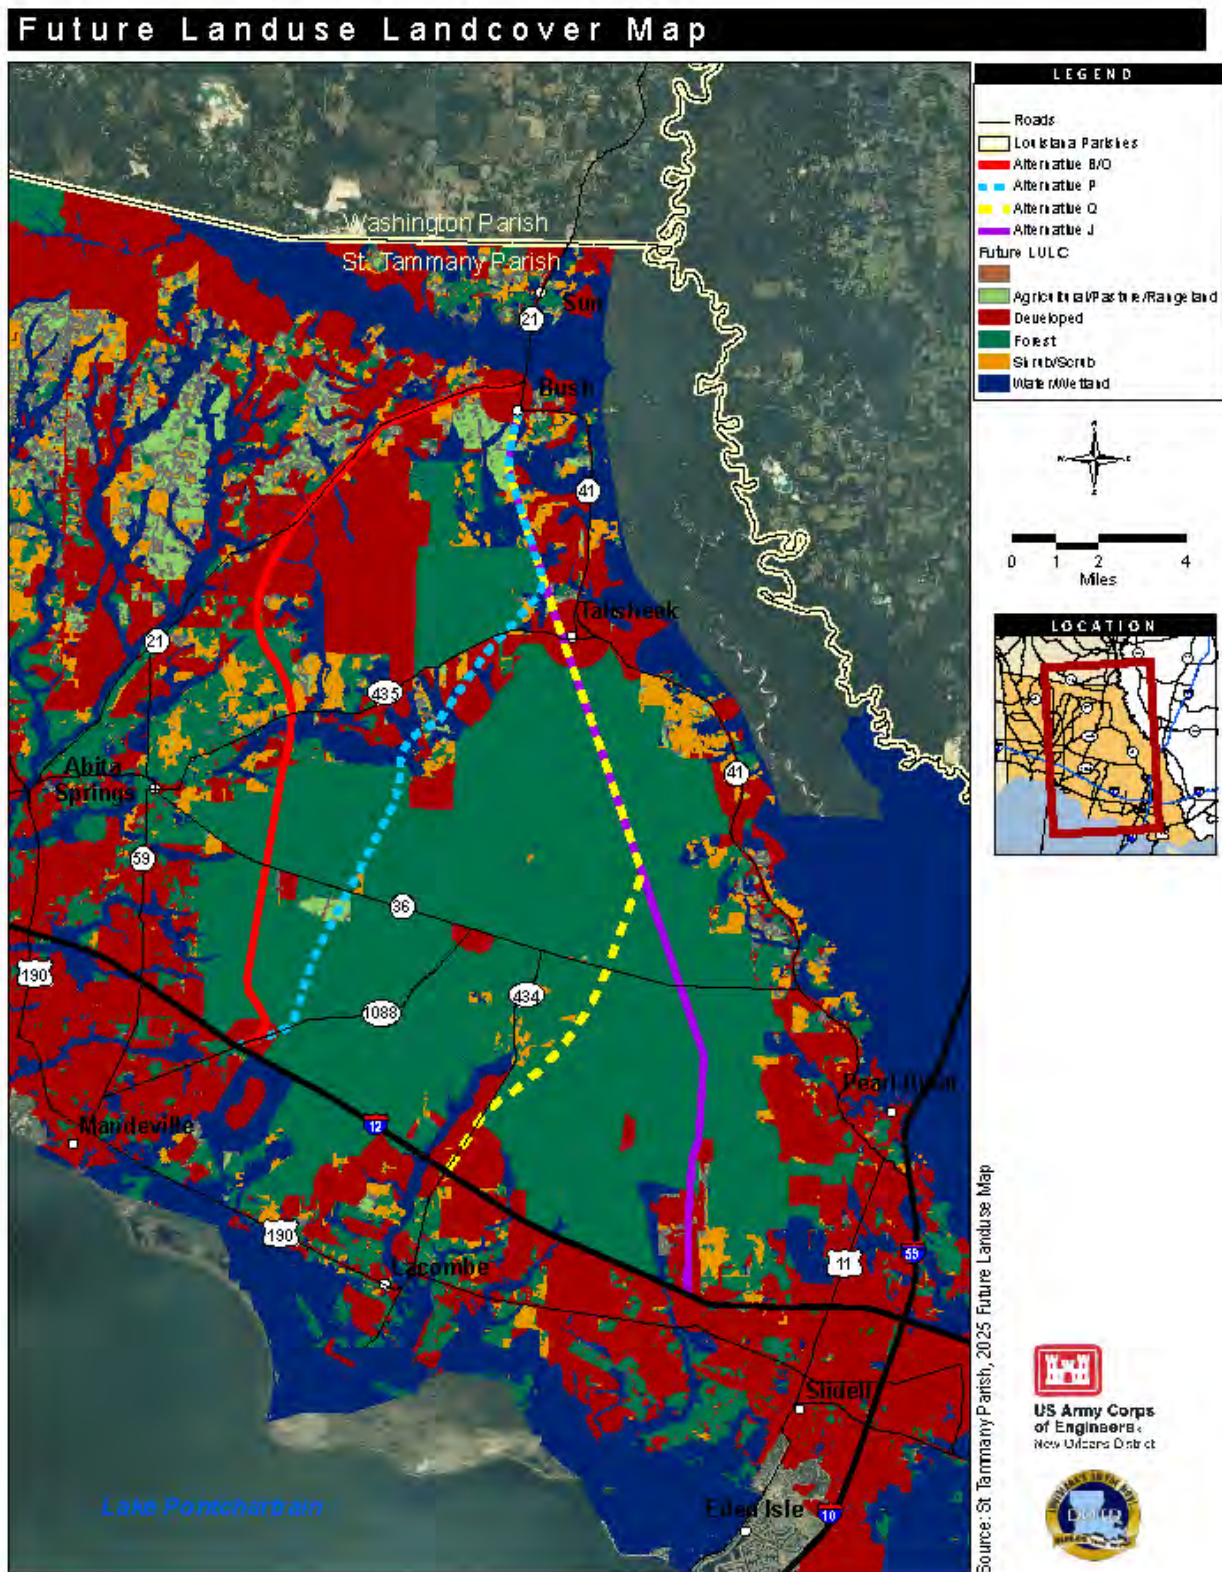 Future Landuse Landcover Map
LEGEND
Roads
Louisiana Parishes
Alternative B/O
Alternative P
Alternative Q
Alternative J
Future LULC
Agricultural/Pasture/Rangeland
Developed
Forest
Shrub/Scrub
Water/Wetland
Washington Parish
St. Tammany Parish
Sun
21
Bush
41
Talisheek
21
435
Abita
Springs
41
59
36
190
434
1088
Pearl River
Mandeville
12
190
11
59
Lacombe
Slidell
Lake Pontchartrain
Eden Isle
10
N
W
E
S
0 1 2 4
Miles
LOCATION
Source: St Tammany Parish, 2025 Future Landuse Map
US Army Corps
of Engineers
New Orleans District
DOTD